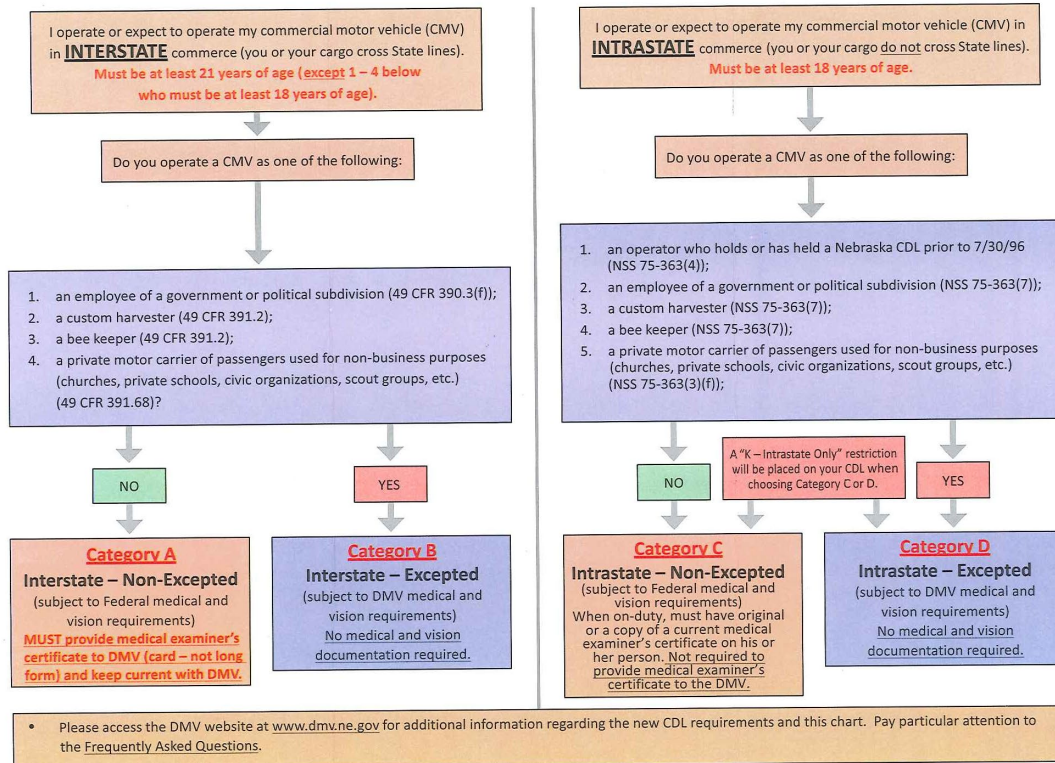 I operate or expect to operate my commercial motor vehicle (CMV)
in INTERSTATE commerce (you or your cargo cross State lines).
Must be at least 21 years of age (except 1 – 4 below
who must be at least 18 years of age).
Do you operate a CMV as one of the following:
1. an employee of a government or political subdivision (49 CFR 390.3(f));
2. a custom harvester (49 CFR 391.2);
3. a bee keeper (49 CFR 391.2);
4. a private motor carrier of passengers used for non-business purposes
(churches, private schools, civic organizations, scout groups, etc.)
(49 CFR 391.68)?
NO
YES
Category A
Interstate – Non-Excepted
(subject to Federal medical and
vision requirements)
MUST provide medical examiner's
certificate to DMV (card – not long
form) and keep current with DMV.
Category B
Interstate – Excepted
(subject to DMV medical and
vision requirements)
No medical and vision
documentation required.
I operate or expect to operate my commercial motor vehicle (CMV) in
INTRASTATE commerce (you or your cargo do not cross State lines).
Must be at least 18 years of age.
Do you operate a CMV as one of the following:
1. an operator who holds or has held a Nebraska CDL prior to 7/30/96
(NSS 75-363(4));
2. an employee of a government or political subdivision (NSS 75-363(7));
3. a custom harvester (NSS 75-363(7));
4. a bee keeper (NSS 75-363(7));
5. a private motor carrier of passengers used for non-business purposes
(churches, private schools, civic organizations, scout groups, etc.)
(NSS 75-363(3)(f));
NO
A "K – Intrastate Only" restriction
will be placed on your CDL when
choosing Category C or D.
YES
Category C
Intrastate – Non-Excepted
(subject to Federal medical and
vision requirements)
When on-duty, must have original
or a copy of a current medical
examiner's certificate on his or
her person. Not required to
provide medical examiner's
certificate to the DMV.
Category D
Intrastate – Excepted
(subject to DMV medical and
vision requirements)
No medical and vision
documentation required.
• Please access the DMV website at www.dmv.ne.gov for additional information regarding the new CDL requirements and this chart. Pay particular attention to
the Frequently Asked Questions.